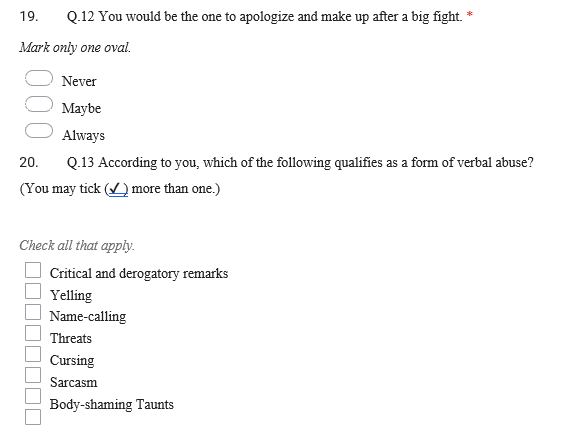 19. Q.12 You would be the one to apologize and make up after a big fight. *
Mark only one oval.
Never
Maybe
Always
20. Q.13 According to you, which of the following qualifies as a form of verbal abuse?
(You may tick (✓) more than one.)
Check all that apply.
Critical and derogatory remarks
Yelling
Name-calling
Threats
Cursing
Sarcasm
Body-shaming Taunts